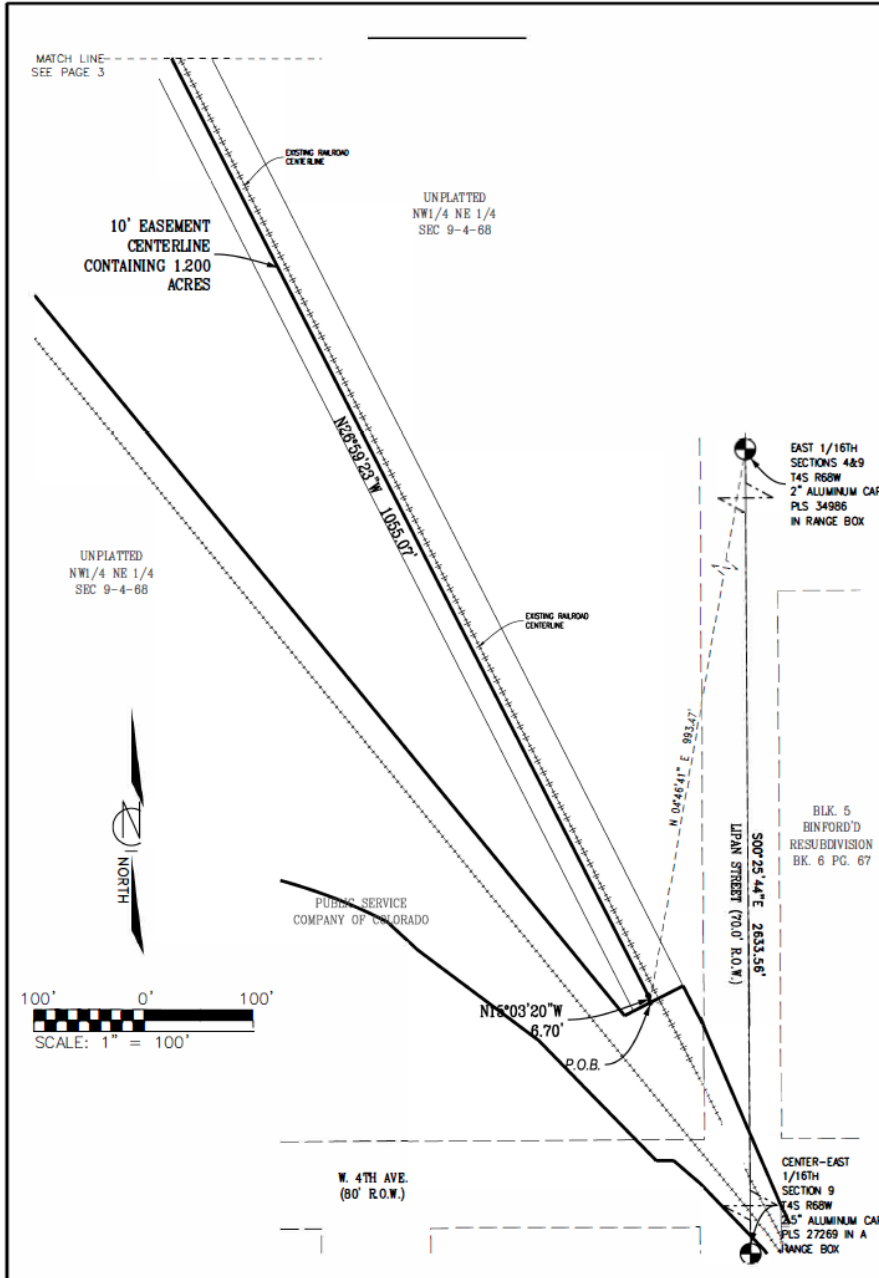 MATCH LINE
SEE PAGE 3
EXISTING RAILROAD
CENTERLINE
UNPLATTED
NW1/4 NE 1/4
SEC 9-4-68
10' EASEMENT
CENTERLINE
CONTAINING 1.200
ACRES
N26°59'23"W 1055.07'
EAST 1/16TH
SECTIONS 4&9
T4S R68W
2" ALUMINUM CAP
PLS 34986
IN RANGE BOX
UNPLATTED
NW1/4 NE 1/4
SEC 9-4-68
EXISTING RAILROAD
CENTERLINE
N 04°46'41" E 993.47'
S00°25'44"E 2633.56'
LIPAN STREET (70.0' R.O.W.)
BLK. 5
BINFORD'D
RESUBDIVISION
BK. 6 PG. 67
NORTH
PUBLIC SERVICE
COMPANY OF COLORADO
100' 0' 100'
SCALE: 1" = 100'
N15°03'20"W
6.70'
P.O.B.
W. 4TH AVE.
(80' R.O.W.)
CENTER-EAST
1/16TH
SECTION 9
T4S R68W
2.5" ALUMINUM CAP
PLS 27269 IN A
RANGE BOX